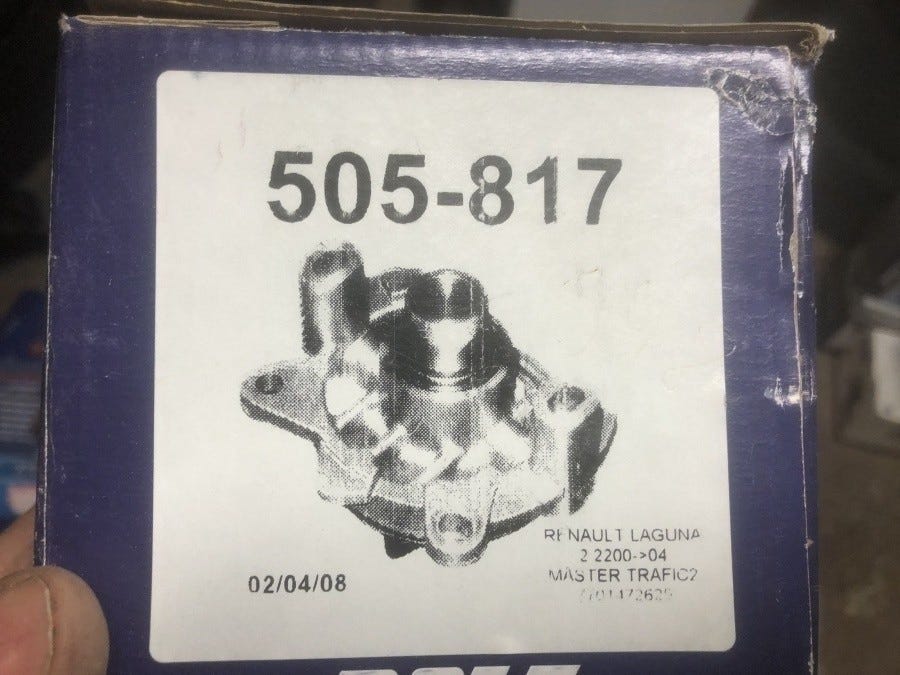 505-817
02/04/08
RENAULT LAGUNA
2 2200->04
MASTER TRAFIC2